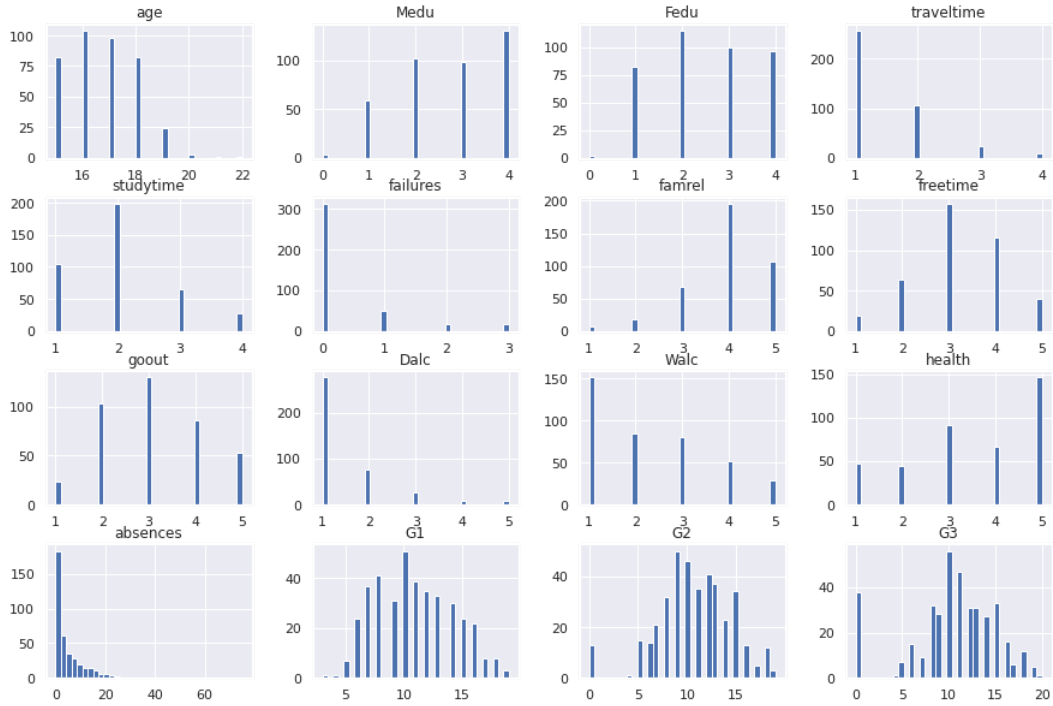 age Medu Fedu traveltime
100 75 50 25 0
100 50 0
100 75 50 25 0
200 100 0
16 18 20 22
0 1 2 3 4
0 1 2 3 4
1 2 3 4
studytime failures famrel freetime
200 150 100 50 0
300 200 100 0
200 150 100 50 0
150 100 50 0
1 2 3 4
0 1 2 3
1 2 3 4 5
1 2 3 4 5
goout Dalc Walc health
100 50 0
200 100 0
150 100 50 0
150 100 50 0
1 2 3 4 5
1 2 3 4 5
1 2 3 4 5
1 2 3 4 5
absences G1 G2 G3
150 100 50 0
40 20 0
40 20 0
40 20 0
0 20 40 60
5 10 15
0 5 10 15
0 5 10 15 20